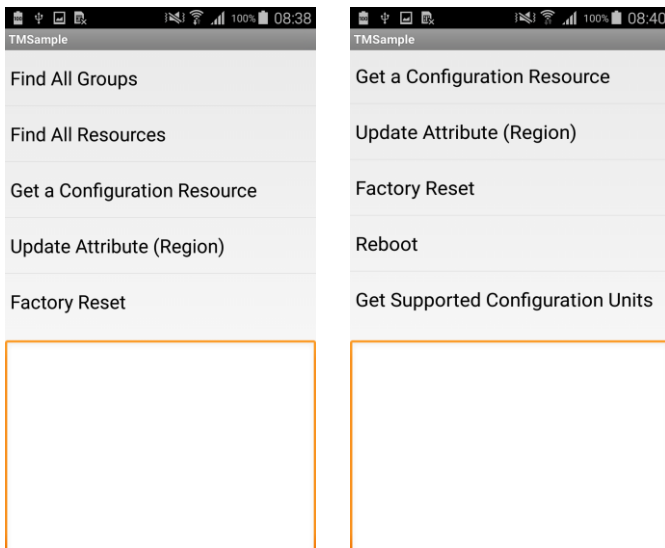 100% 08:38
TMSample
Find All Groups
Find All Resources
Get a Configuration Resource
Update Attribute (Region)
Factory Reset
100% 08:40
TMSample
Get a Configuration Resource
Update Attribute (Region)
Factory Reset
Reboot
Get Supported Configuration Units